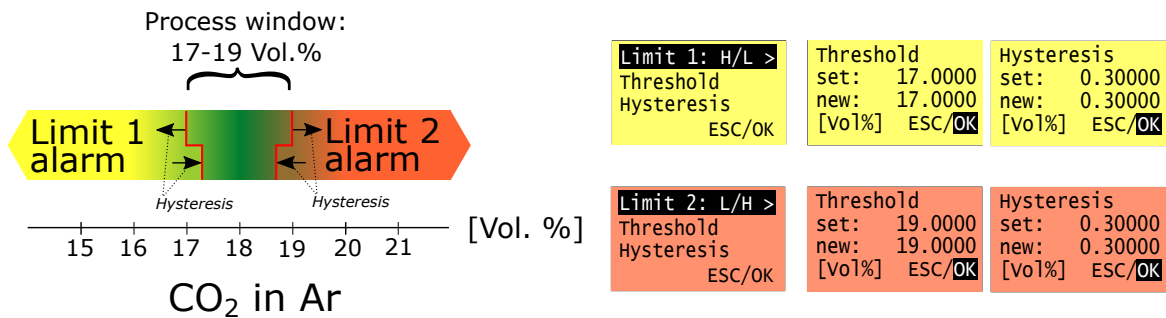 Process window:
17-19 Vol.%
Limit 1
alarm
Limit 2
alarm
Hysteresis
Hysteresis
15 16 17 18 19 20 21
[Vol. %]
CO₂ in Ar
Limit 1: H/L >
Threshold
Hysteresis
ESC/OK
Threshold
set: 17.0000
new: 17.0000
[Vol%] ESC/OK
Hysteresis
set: 0.30000
new: 0.30000
[Vol%] ESC/OK
Limit 2: L/H >
Threshold
Hysteresis
ESC/OK
Threshold
set: 19.0000
new: 19.0000
[Vol%] ESC/OK
Hysteresis
set: 0.30000
new: 0.30000
[Vol%] ESC/OK